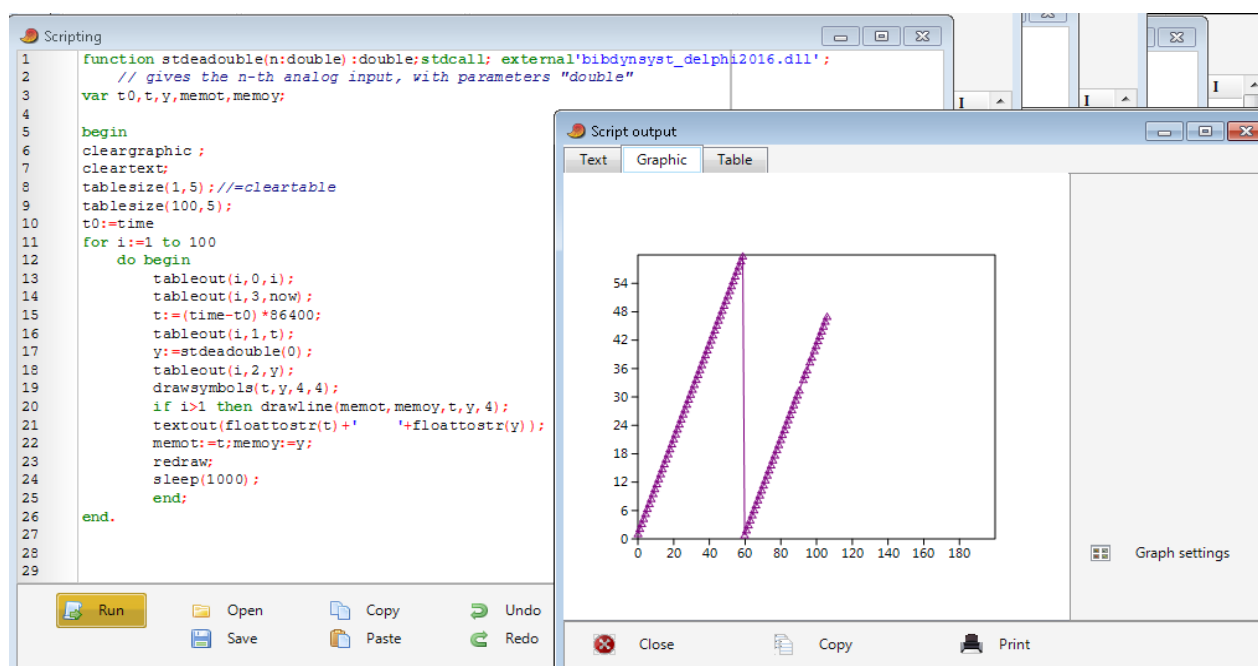 Scripting
1 function stdeadouble(n:double):double;stdcall; external'bibdynsyst_delphi2016.dll';
2 // gives the n-th analog input, with parameters "double"
3 var t0,t,y,memot,memoy;
4
5 begin
6 cleargraphic ;
7 cleartext;
8 tablesize(1,5);//=cleartable
9 tablesize(100,5);
10 t0:=time
11 for i:=1 to 100
12 do begin
13 tableout(i,0,i);
14 tableout(i,3,now);
15 t:=(time-t0)*86400;
16 tableout(i,1,t);
17 y:=stdeadouble(0);
18 tableout(i,2,y);
19 drawsymbols(t,y,4,4);
20 if i>1 then drawline(memot,memoy,t,y,4);
21 textout(floattostr(t)+'    '+floattostr(y));
22 memot:=t;memoy:=y;
23 redraw;
24 sleep(1000);
25 end;
26 end.
27
28
29
Run
Open
Copy
Undo
Save
Paste
Redo
I
I
I
Script output
Text
Graphic
Table
54
48
42
36
30
24
18
12
6
0
0 20 40 60 80 100 120 140 160 180
Graph settings
Close
Copy
Print